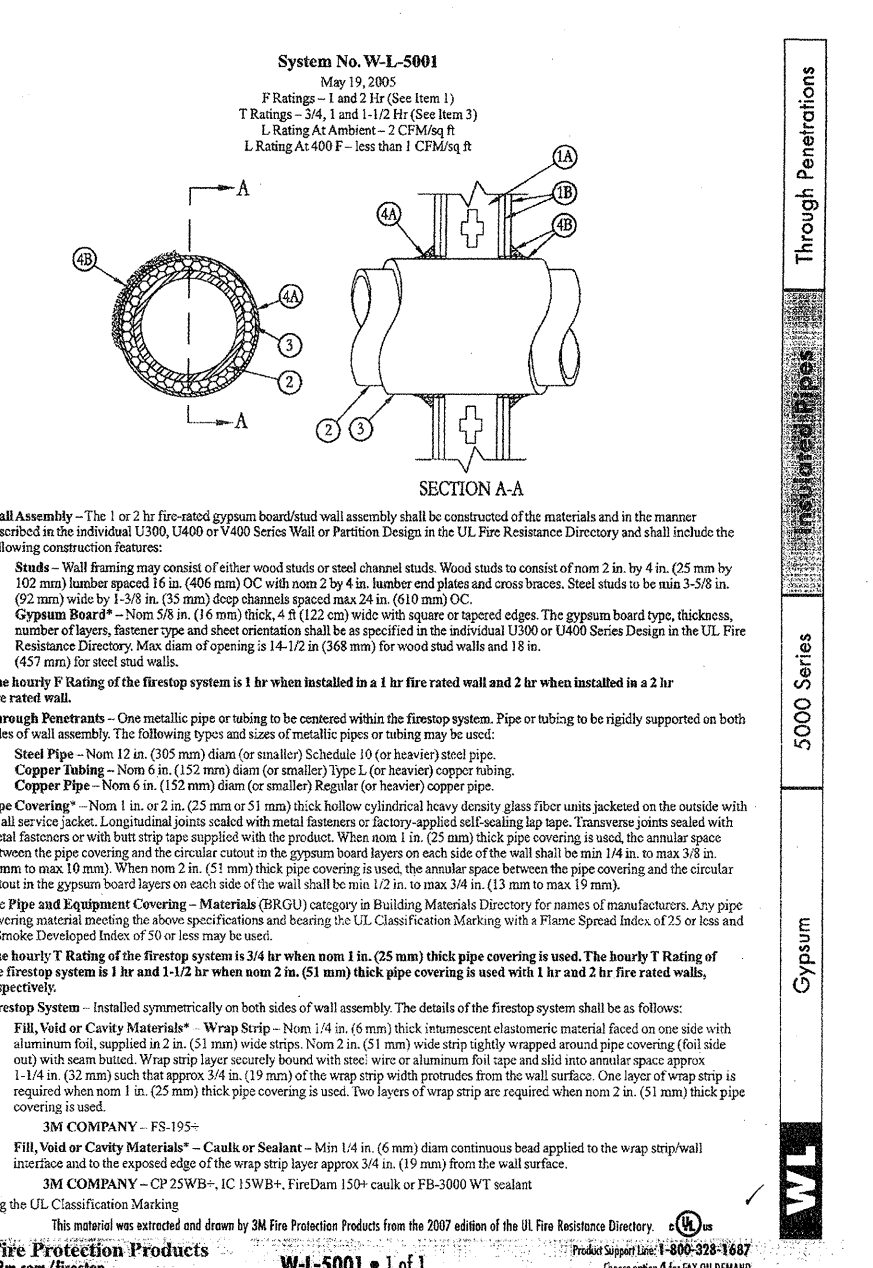 System No. W-L-5001
May 19, 2005
F Ratings – 1 and 2 Hr (See Item 1)
T Ratings – 3/4, 1 and 1-1/2 Hr (See Item 3)
L Rating At Ambient – 2 CFM/sq ft
L Rating At 400 F – less than 1 CFM/sq ft
A
4B
4A
3
2
A
1A
1B
4A
4B
2
3
SECTION A-A
all Assembly – The 1 or 2 hr fire-rated gypsum board/stud wall assembly shall be constructed of the materials and in the manner
scribed in the individual U300, U400 or V400 Series Wall or Partition Design in the UL Fire Resistance Directory and shall include the
llowing construction features:
Studs – Wall framing may consist of either wood studs or steel channel studs. Wood studs to consist of nom 2 in. by 4 in. (25 mm by
102 mm) lumber spaced 16 in. (406 mm) OC with nom 2 by 4 in. lumber end plates and cross braces. Steel studs to be min 3-5/8 in.
(92 mm) wide by 1-3/8 in. (35 mm) deep channels spaced max 24 in. (610 mm) OC.
Gypsum Board* – Nom 5/8 in. (16 mm) thick, 4 ft (122 cm) wide with square or tapered edges. The gypsum board type, thickness,
number of layers, fastener type and sheet orientation shall be as specified in the individual U300 or U400 Series Design in the UL Fire
Resistance Directory. Max diam of opening is 14-1/2 in (368 mm) for wood stud walls and 18 in.
(457 mm) for steel stud walls.
he hourly F Rating of the firestop system is 1 hr when installed in a 1 hr fire rated wall and 2 hr when installed in a 2 hr
re rated wall.
hrough Penetrants – One metallic pipe or tubing to be centered within the firestop system. Pipe or tubing to be rigidly supported on both
des of wall assembly. The following types and sizes of metallic pipes or tubing may be used:
Steel Pipe – Nom 12 in. (305 mm) diam (or smaller) Schedule 10 (or heavier) steel pipe.
Copper Tubing – Nom 6 in. (152 mm) diam (or smaller) Type L (or heavier) copper tubing.
Copper Pipe – Nom 6 in. (152 mm) diam (or smaller) Regular (or heavier) copper pipe.
pe Covering* – Nom 1 in. or 2 in. (25 mm or 51 mm) thick hollow cylindrical heavy density glass fiber units jacketed on the outside with
all service jacket. Longitudinal joints sealed with metal fasteners or factory-applied self-sealing lap tape. Transverse joints sealed with
etal fasteners or with butt strip tape supplied with the product. When nom 1 in. (25 mm) thick pipe covering is used, the annular space
tween the pipe covering and the circular cutout in the gypsum board layers on each side of the wall shall be min 1/4 in. to max 3/8 in.
mm to max 10 mm). When nom 2 in. (51 mm) thick pipe covering is used, the annular space between the pipe covering and the circular
tout in the gypsum board layers on each side of the wall shall be min 1/2 in. to max 3/4 in. (13 mm to max 19 mm).
e Pipe and Equipment Covering – Materials (BRGU) category in Building Materials Directory for names of manufacturers. Any pipe
vering material meeting the above specifications and bearing the UL Classification Marking with a Flame Spread Index of 25 or less and
Smoke Developed Index of 50 or less may be used.
he hourly T Rating of the firestop system is 3/4 hr when nom 1 in. (25 mm) thick pipe covering is used. The hourly T Rating of
e firestop system is 1 hr and 1-1/2 hr when nom 2 in. (51 mm) thick pipe covering is used with 1 hr and 2 hr fire rated walls,
spectively.
restop System – Installed symmetrically on both sides of wall assembly. The details of the firestop system shall be as follows:
Fill, Void or Cavity Materials* – Wrap Strip – Nom 1/4 in. (6 mm) thick intumescent elastomeric material faced on one side with
aluminum foil, supplied in 2 in. (51 mm) wide strips. Nom 2 in. (51 mm) wide strip tightly wrapped around pipe covering (foil side
out) with seam butted. Wrap strip layer securely bound with steel wire or aluminum foil tape and slid into annular space approx
1-1/4 in. (32 mm) such that approx 3/4 in. (19 mm) of the wrap strip width protrudes from the wall surface. One layer of wrap strip is
required when nom 1 in. (25 mm) thick pipe covering is used. Two layers of wrap strip are required when nom 2 in. (51 mm) thick pipe
covering is used.
3M COMPANY – FS-195÷
Fill, Void or Cavity Materials* – Caulk or Sealant – Min 1/4 in. (6 mm) diam continuous bead applied to the wrap strip/wall
interface and to the exposed edge of the wrap strip layer approx 3/4 in. (19 mm) from the wall surface.
3M COMPANY – CP 25WB+, IC 15WB+, FireDam 150+ caulk or FB-3000 WT sealant
g the UL Classification Marking
This material was extracted and drawn by 3M Fire Protection Products from the 2007 edition of the UL Fire Resistance Directory.
c UL us
Fire Protection Products
3m.com/firestop
W-L-5001 • 1 of 1
Product Support Line: 1-800-328-1687
Through Penetrations
Insulated Pipes
5000 Series
Gypsum
WL